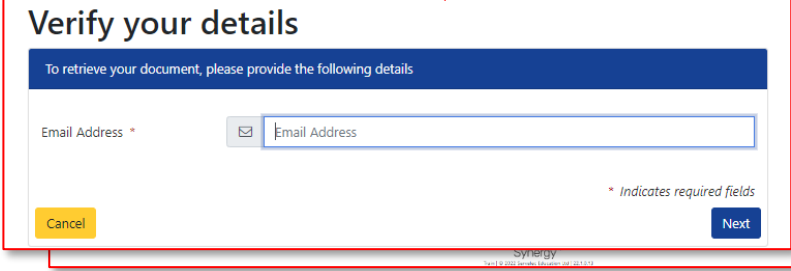 Verify your details
To retrieve your document, please provide the following details
Email Address *
Email Address
* Indicates required fields
Cancel
Next
Synergy